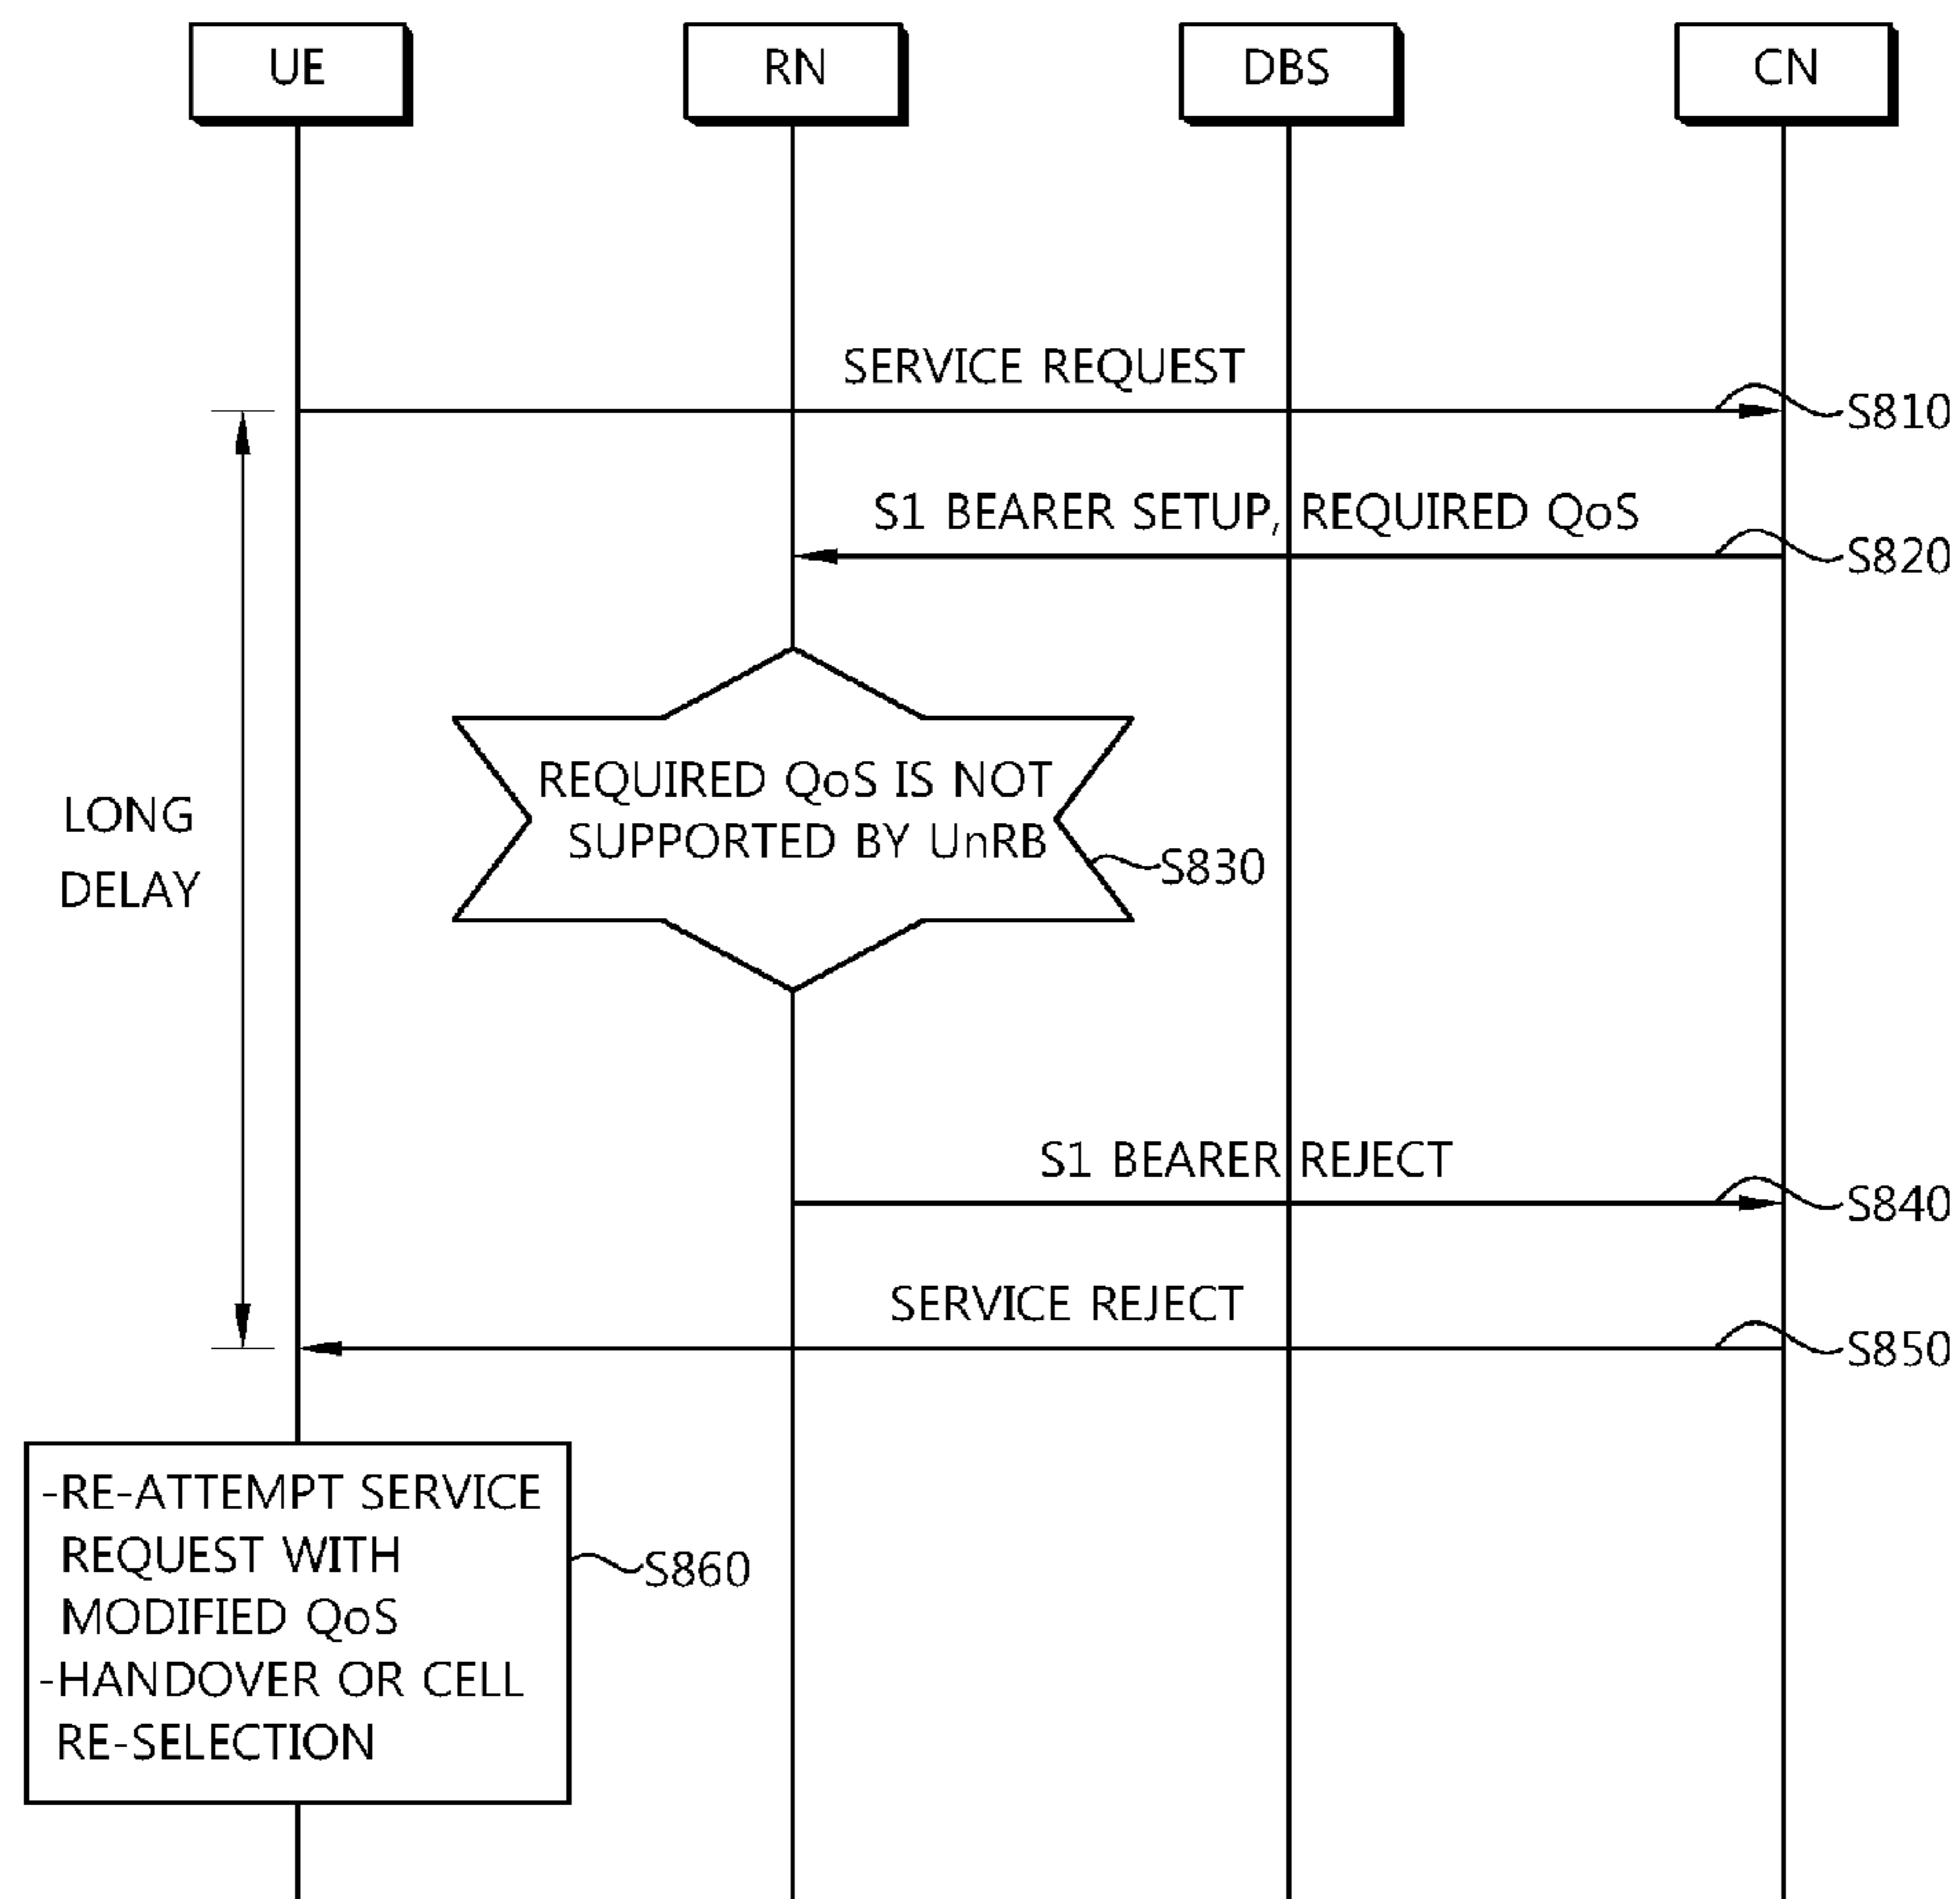 UE
RN
DBS
CN
SERVICE REQUEST
S810
S1 BEARER SETUP, REQUIRED QoS
S820
REQUIRED QoS IS NOT
SUPPORTED BY UnRB
S830
LONG
DELAY
S1 BEARER REJECT
S840
SERVICE REJECT
S850
-RE-ATTEMPT SERVICE
REQUEST WITH
MODIFIED QoS
-HANDOVER OR CELL
RE-SELECTION
S860